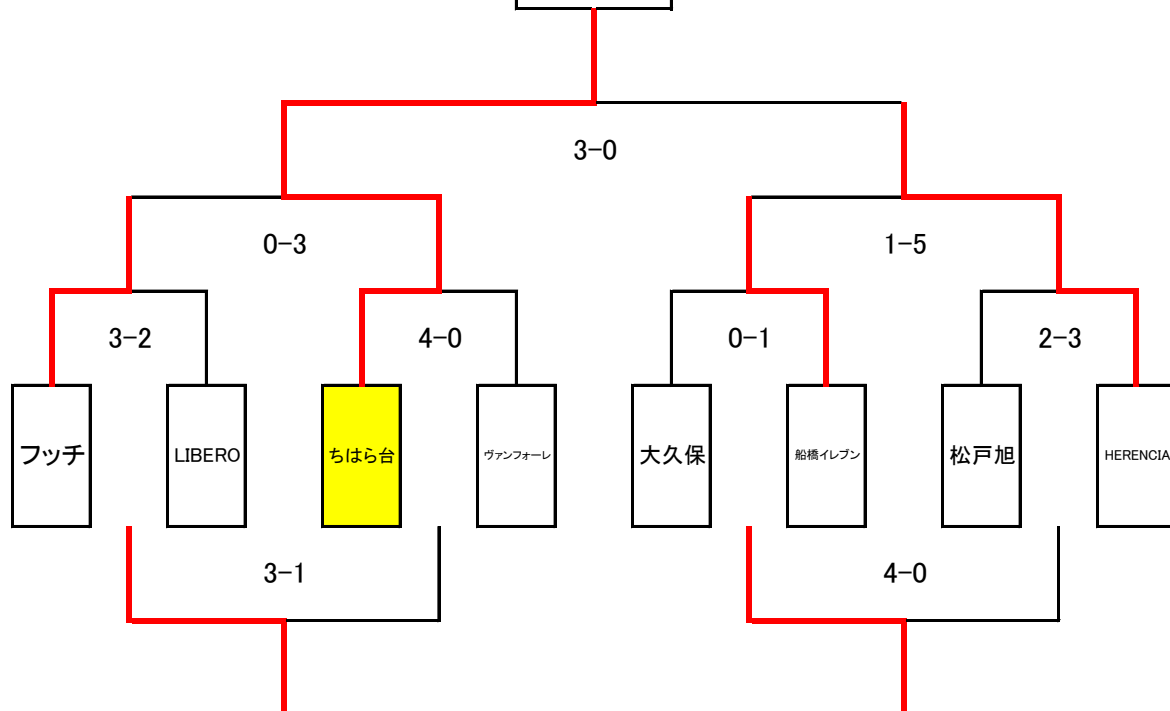 3-0
0-3
1-5
3-2
4-0
0-1
2-3
フッチ
LIBERO
ちはら台
ヴァンフォーレ
大久保
船橋イレブン
松戸旭
HERENCIA
3-1
4-0